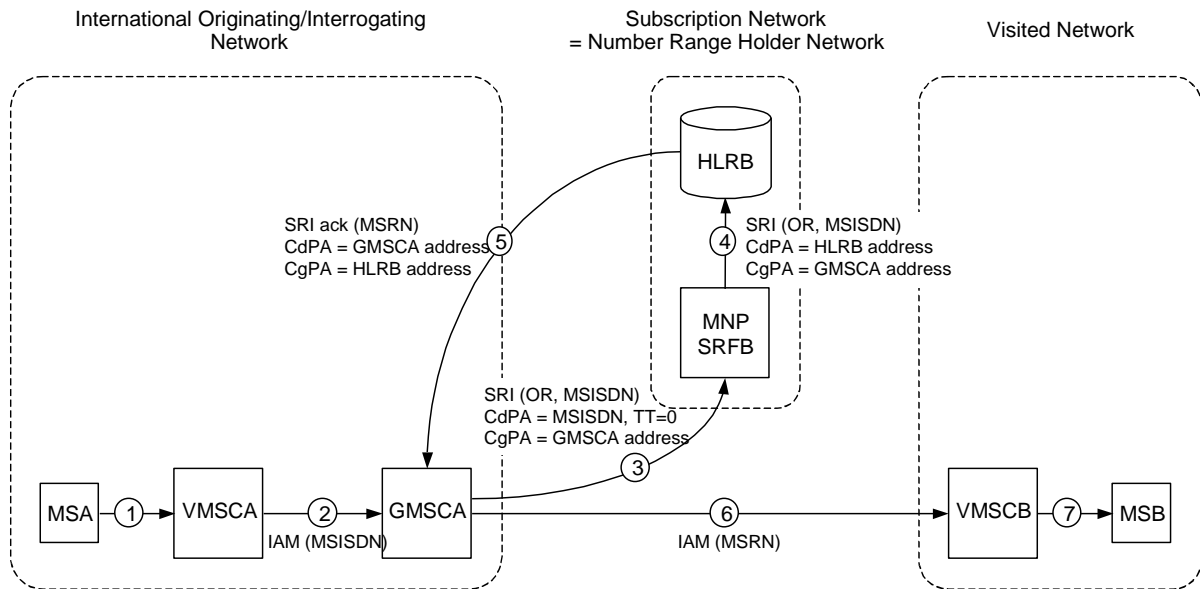 International Originating/Interrogating
Network
Subscription Network
= Number Range Holder Network
Visited Network
HLRB
SRI ack (MSRN)
CdPA = GMSCA address
CgPA = HLRB address
5
4
SRI (OR, MSISDN)
CdPA = HLRB address
CgPA = GMSCA address
MNP
SRFB
SRI (OR, MSISDN)
CdPA = MSISDN, TT=0
CgPA = GMSCA address
3
MSA
1
VMSCA
2
IAM (MSISDN)
GMSCA
6
IAM (MSRN)
VMSCB
7
MSB